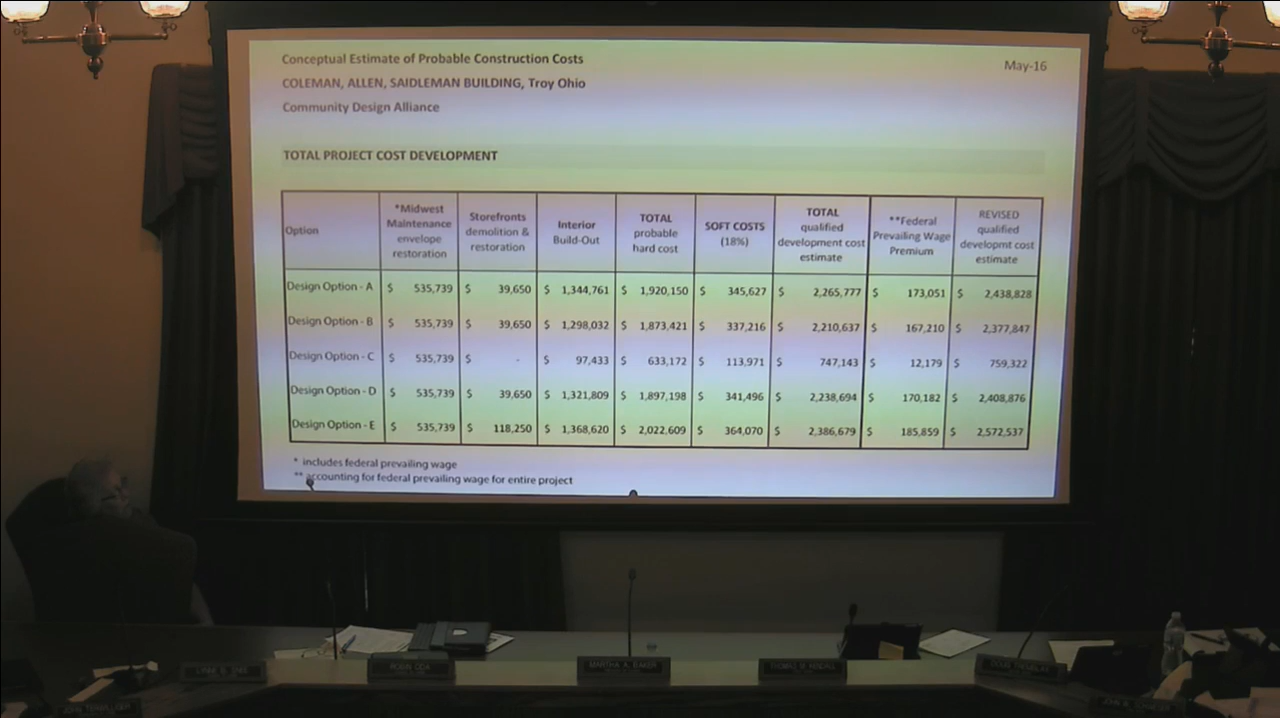 Conceptual Estimate of Probable Construction Costs
May-16
COLEMAN, ALLEN, SAIDLEMAN BUILDING, Troy Ohio
Community Design Alliance
TOTAL PROJECT COST DEVELOPMENT
Option
*Midwest
Maintenance
envelope
restoration
Storefronts
demolition &
restoration
Interior
Build-Out
TOTAL
probable
hard cost
SOFT COSTS
(18%)
TOTAL
qualified
development cost
estimate
**Federal
Prevailing Wage
Premium
REVISED
qualified
developmt cost
estimate
Design Option - A $ 535,739 $ 39,650 $ 1,344,761 $ 1,920,150 $ 345,627 $ 2,265,777 $ 173,051 $ 2,438,828
Design Option - B $ 535,739 $ 39,650 $ 1,298,032 $ 1,873,421 $ 337,216 $ 2,210,637 $ 167,210 $ 2,377,847
Design Option - C $ 535,739 $ - $ 97,433 $ 633,172 $ 113,971 $ 747,143 $ 12,179 $ 759,322
Design Option - D $ 535,739 $ 39,650 $ 1,321,809 $ 1,897,198 $ 341,496 $ 2,238,694 $ 170,182 $ 2,408,876
Design Option - E $ 535,739 $ 118,250 $ 1,368,620 $ 2,022,609 $ 364,070 $ 2,386,679 $ 185,859 $ 2,572,537
* includes federal prevailing wage
** accounting for federal prevailing wage for entire project
ROBIN ODA
MARTHA A. BAKER
THOMAS M. KENDALL